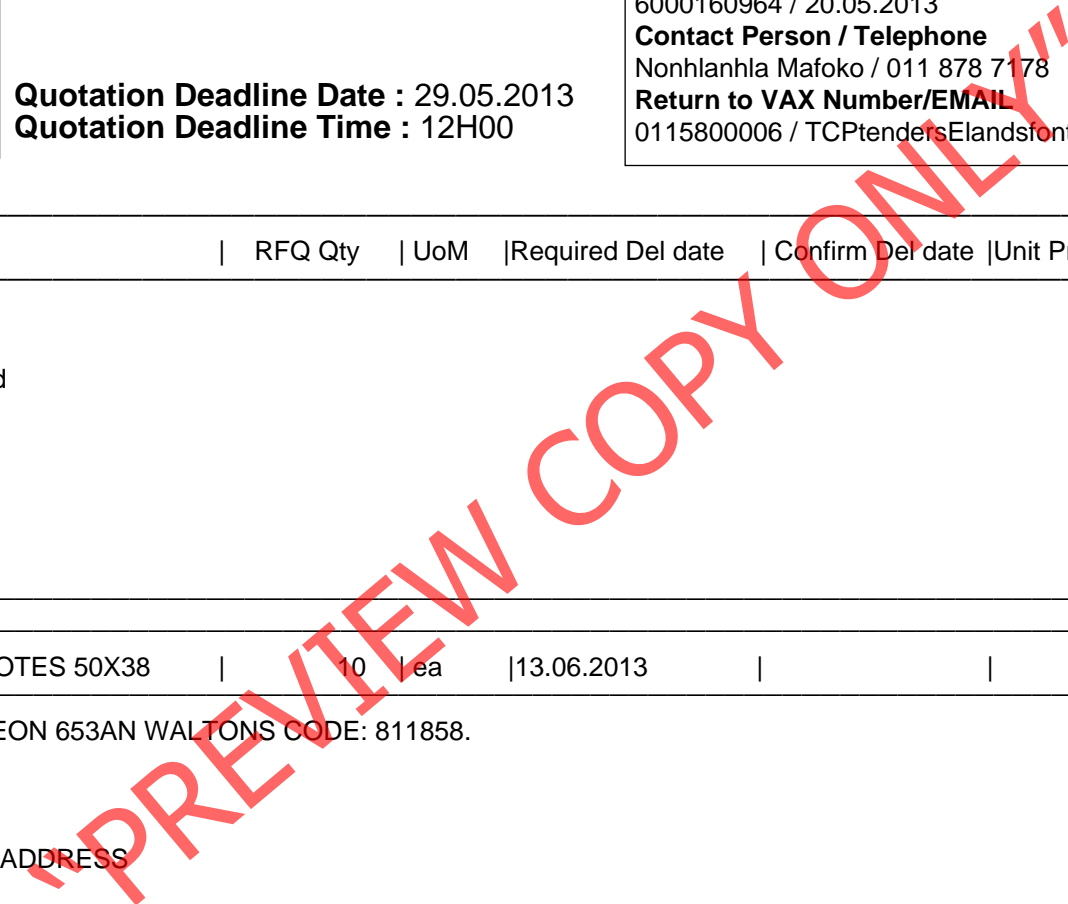 6000160964 / 20.05.2013
Contact Person / Telephone
Nonhlanhla Mafoko / 011 878 7178
Quotation Deadline Date : 29.05.2013
Return to VAX Number/EMAIL
Quotation Deadline Time : 12H00
0115800006 / TCPtendersElandsfont
| RFQ Qty | UoM |Required Del date | Confirm Del date |Unit Pr
d
OTES 50X38 | 10 | ea |13.06.2013 | |
EON 653AN WALTONS CODE: 811858.
ADDRESS
"PREVIEW COPY ONLY"